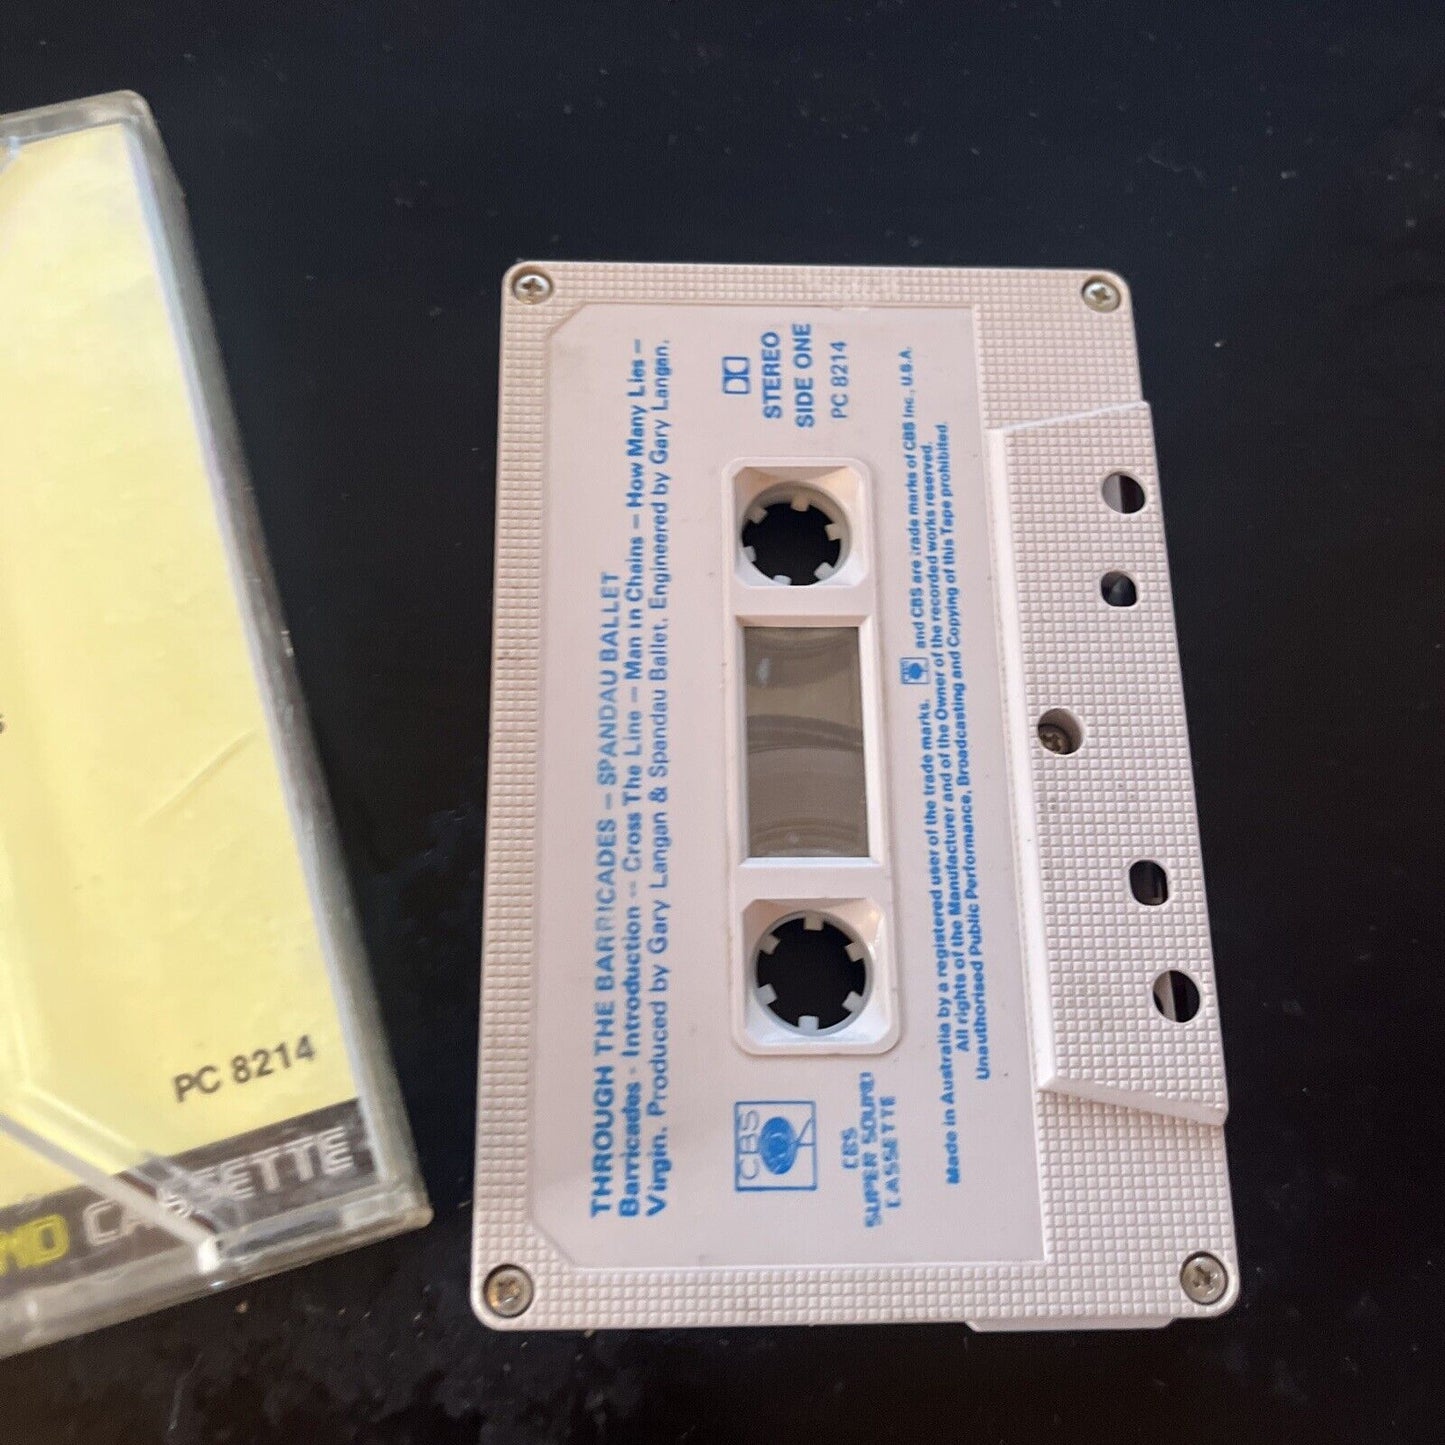 THROUGH THE BARRICADES – SPANDAU BALLET
Barricades - Introduction – Cross The Line – Man in Chains – How Many Lies –
Virgin. Produced by Gary Langan & Spandau Ballet. Engineered by Gary Langan.
STEREO
SIDE ONE
PC 8214
CBS
CBS
SUPER SOUND
CASSETTE
Made in Australia by a registered user of the trade marks. CBS and CBS are trade marks of CBS Inc., U.S.A.
All rights of the Manufacturer and of the Owner of the recorded works reserved.
Unauthorised Public Performance, Broadcasting and Copying of this Tape prohibited.
PC 8214
CASSETTE